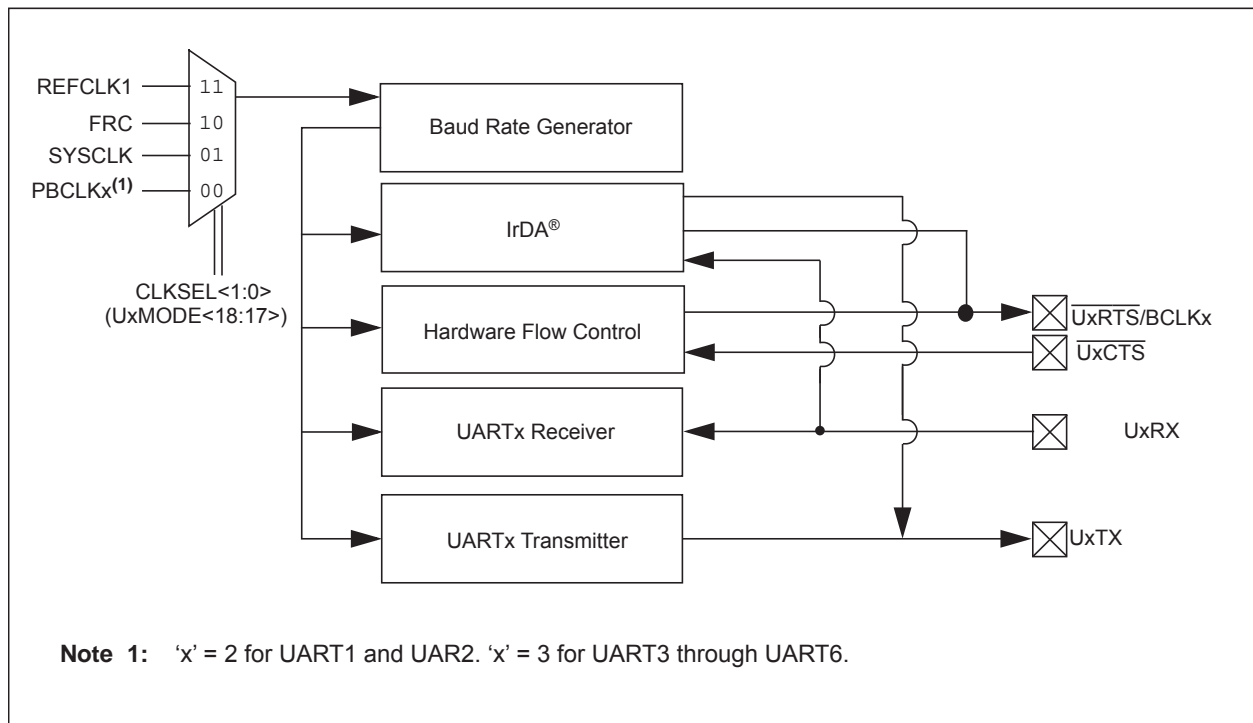 REFCLK1
11
FRC
10
SYSCLK
01
PBCLKx(1)
00
CLKSEL<1:0>
(UxMODE<18:17>)
Baud Rate Generator
IrDA®
Hardware Flow Control
UARTx Receiver
UARTx Transmitter
UxRTS/BCLKx
UxCTS
UxRX
UxTX
Note 1: ‘x’ = 2 for UART1 and UAR2. ‘x’ = 3 for UART3 through UART6.